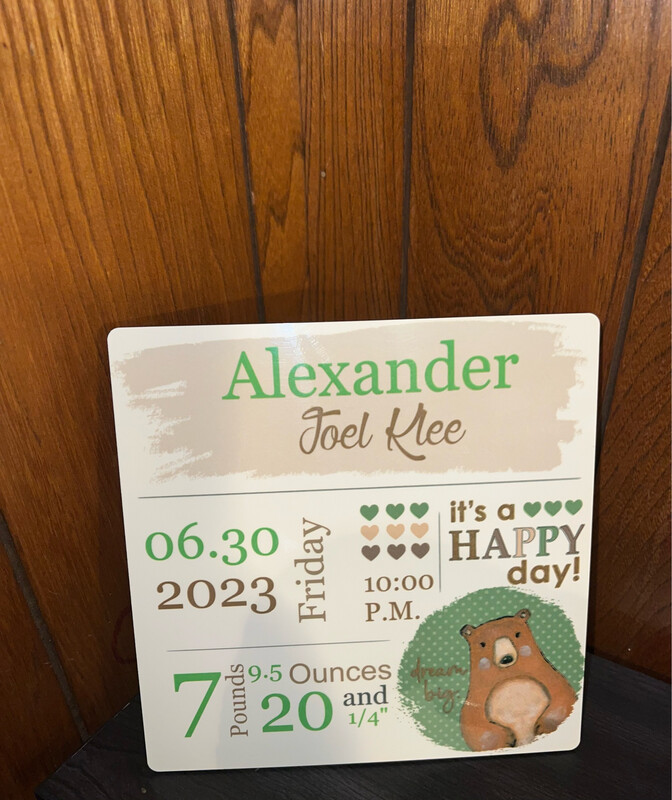 Alexander
Joel Klee
06.30
2023
Friday
10:00
P.M.
it's a
HAPPY
day!
7
Pounds
9.5 Ounces
20 and
1/4"
dream
big.